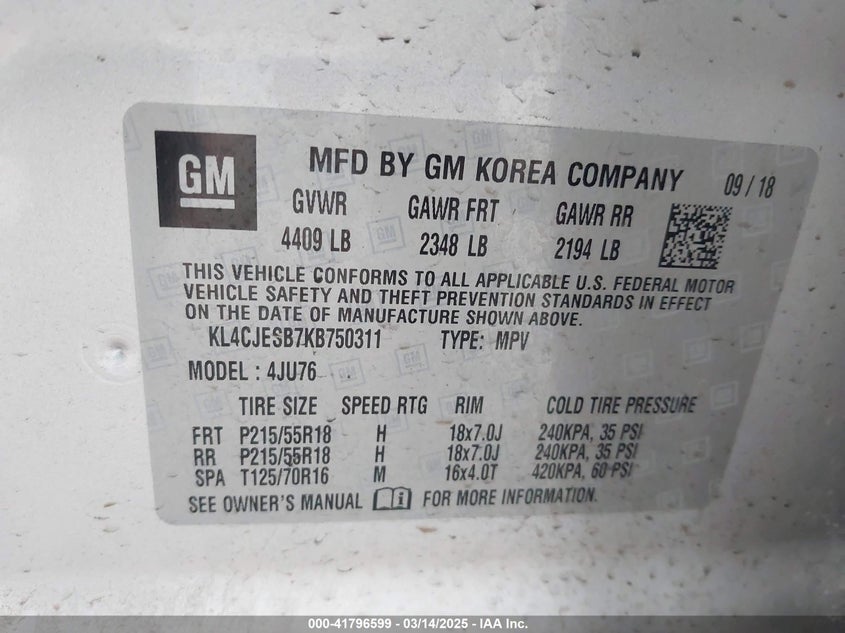 GM
MFD BY GM KOREA COMPANY 09 / 18
GVWR GAWR FRT GAWR RR
4409 LB 2348 LB 2194 LB
THIS VEHICLE CONFORMS TO ALL APPLICABLE U.S. FEDERAL MOTOR
VEHICLE SAFETY AND THEFT PREVENTION STANDARDS IN EFFECT
ON THE DATE OF MANUFACTURE SHOWN ABOVE.
KL4CJESB7KB750311 TYPE: MPV
MODEL : 4JU76
TIRE SIZE SPEED RTG RIM COLD TIRE PRESSURE
FRT P215/55R18 H 18x7.0J 240KPA, 35 PSI
RR P215/55R18 H 18x7.0J 240KPA, 35 PSI
SPA T125/70R16 M 16x4.0T 420KPA, 60 PSI
SEE OWNER'S MANUAL i FOR MORE INFORMATION.
000-41796599 — 03/14/2025 — IAA Inc.